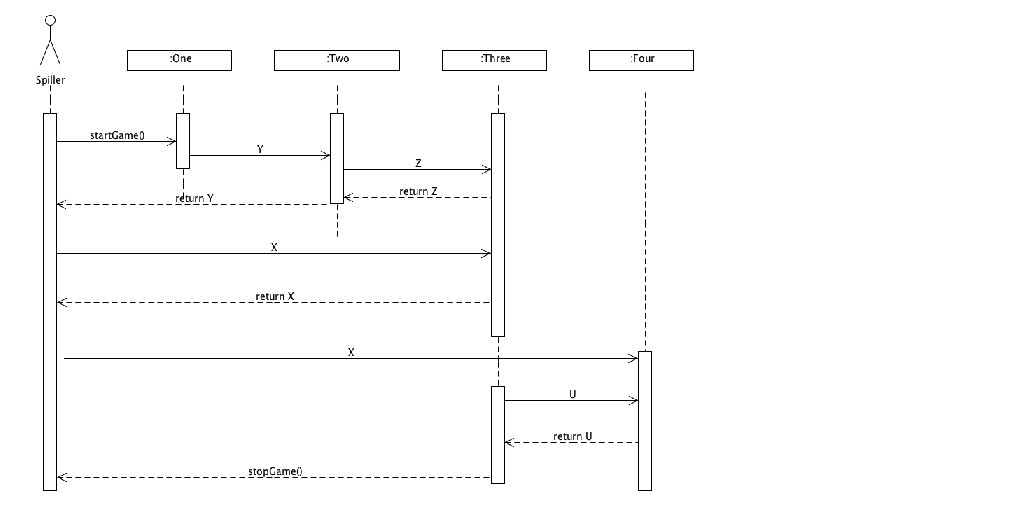 :One
:Two
:Three
:Four
Spiller
startGame()
Y
Z
return Z
return Y
X
return X
X
U
return U
stopGame()